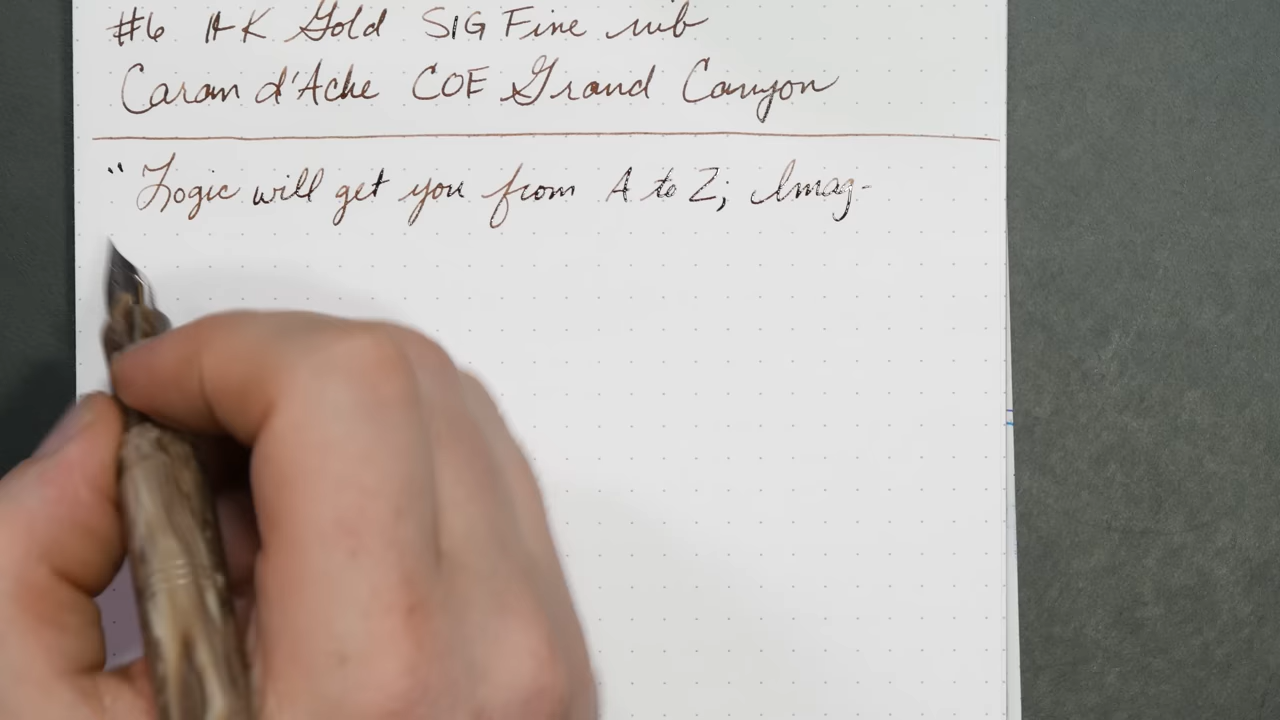 #6 14K Gold SIG Fine nib
Caran d'Ache COE Grand Canyon
"Logic will get you from A to Z; Imag-